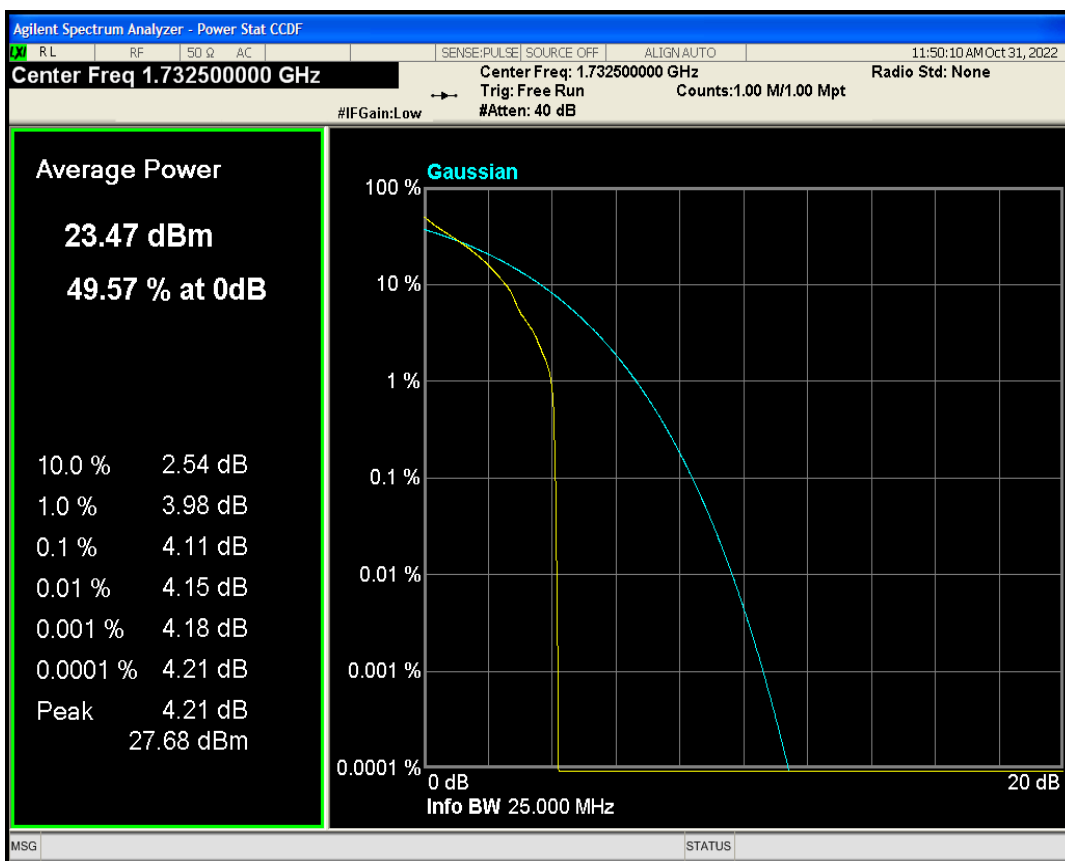 Agilent Spectrum Analyzer - Power Stat CCDF
LXI RL RF 50 Ω AC SENSE:PULSE SOURCE OFF ALIGN AUTO 11:50:10 AM Oct 31, 2022
Center Freq 1.732500000 GHz
Center Freq: 1.732500000 GHz Radio Std: None
Trig: Free Run Counts:1.00 M/1.00 Mpt
#IFGain:Low #Atten: 40 dB
Average Power
23.47 dBm
49.57 % at 0dB
10.0 % 2.54 dB
1.0 % 3.98 dB
0.1 % 4.11 dB
0.01 % 4.15 dB
0.001 % 4.18 dB
0.0001 % 4.21 dB
Peak 4.21 dB
27.68 dBm
Gaussian
100 %
10 %
1 %
0.1 %
0.01 %
0.001 %
0.0001 %
0 dB 20 dB
Info BW 25.000 MHz
MSG STATUS